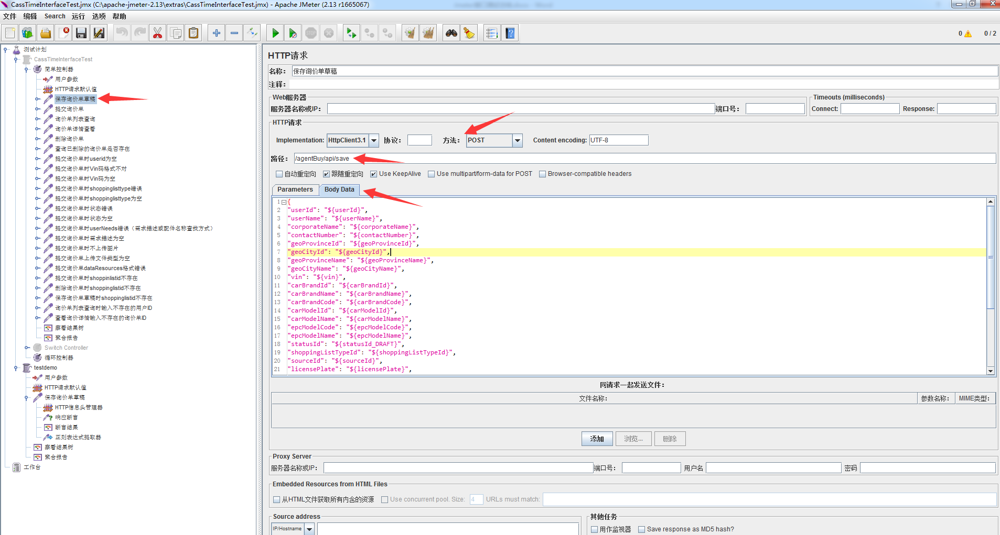 CassTimeInterfaceTest.jmx (C:\apache-jmeter-2.13\extras\CassTimeInterfaceTest.jmx) - Apache JMeter (2.13 r1665067)
文件 编辑 Search 运行 选项 帮助
0 0 / 2
测试计划
CassTimeInterfaceTest
简单控制器
用户参数
HTTP请求默认值
保存询价单草稿
提交询价单
询价单列表查询
询价单详情查看
删除询价单
查询已删除的询价单是否存在
提交询价单时userid为空
提交询价单时Vin码格式不对
提交询价单时Vin码为空
提交询价单时shoppinglisttype错误
提交询价单时shoppinglisttype为空
提交询价单时状态错误
提交询价单时状态为空
提交询价单时userNeeds错误（需求描述或配件名称查找方式）
提交询价单时需求描述为空
提交询价单时不上传图片
提交询价单上传文件类型为空
提交询价单dataResources格式错误
提交询价单时shoppinlistid不存在
删除询价单时shoppinglistid不存在
保存询价单草稿时shoppinglistid不存在
询价单列表查询时输入不存在的用户ID
查看询价详情输入不存在的询价单ID
察看结果树
聚合报告
Switch Controller
循环控制器
testdemo
用户参数
HTTP请求默认值
保存询价单草稿
HTTP信息头管理器
响应断言
断言结果
正则表达式提取器
察看结果树
聚合报告
工作台
HTTP请求
名称： 保存询价单草稿
注释：
Web服务器
服务器名称或IP： 端口号：
Timeouts (milliseconds)
Connect: Response:
HTTP请求
Implementation: HttpClient3.1 协议： 方法： POST Content encoding: UTF-8
路径： /agentBuy/api/save
自动重定向 跟随重定向 Use KeepAlive Use multipart/form-data for POST Browser-compatible headers
Parameters Body Data
1 {
2 "userId": "${userId}",
3 "userName": "${userName}",
4 "corporateName": "${corporateName}",
5 "contactNumber": "${contactNumber}",
6 "geoProvinceId": "${geoProvinceId}",
7 "geoCityId": "${geoCityId}",
8 "geoProvinceName": "${geoProvinceName}",
9 "geoCityName": "${geoCityName}",
10 "vin": "${vin}",
11 "carBrandId": "${carBrandId}",
12 "carBrandName": "${carBrandName}",
13 "carBrandCode": "${carBrandCode}",
14 "carModelId": "${carModelId}",
15 "carModelName": "${carModelName}",
16 "epcModelCode": "${epcModelCode}",
17 "epcModelName": "${epcModelName}",
18 "statusId": "${statusId_DRAFT}",
19 "shoppingListTypeId": "${shoppingListTypeId}",
20 "sourceId": "${sourceId}",
21 "licensePlate": "${licensePlate}",
同请求一起发送文件：
文件名称： 参数名称： MIME类型：
添加 浏览... 删除
Proxy Server
服务器名称或IP： 端口号： 用户名 密码
Embedded Resources from HTML Files
从HTML文件获取所有内含的资源 Use concurrent pool. Size: 4 URLs must match:
Source address
IP/Hostname
其他任务
用作监视器 Save response as MD5 hash?